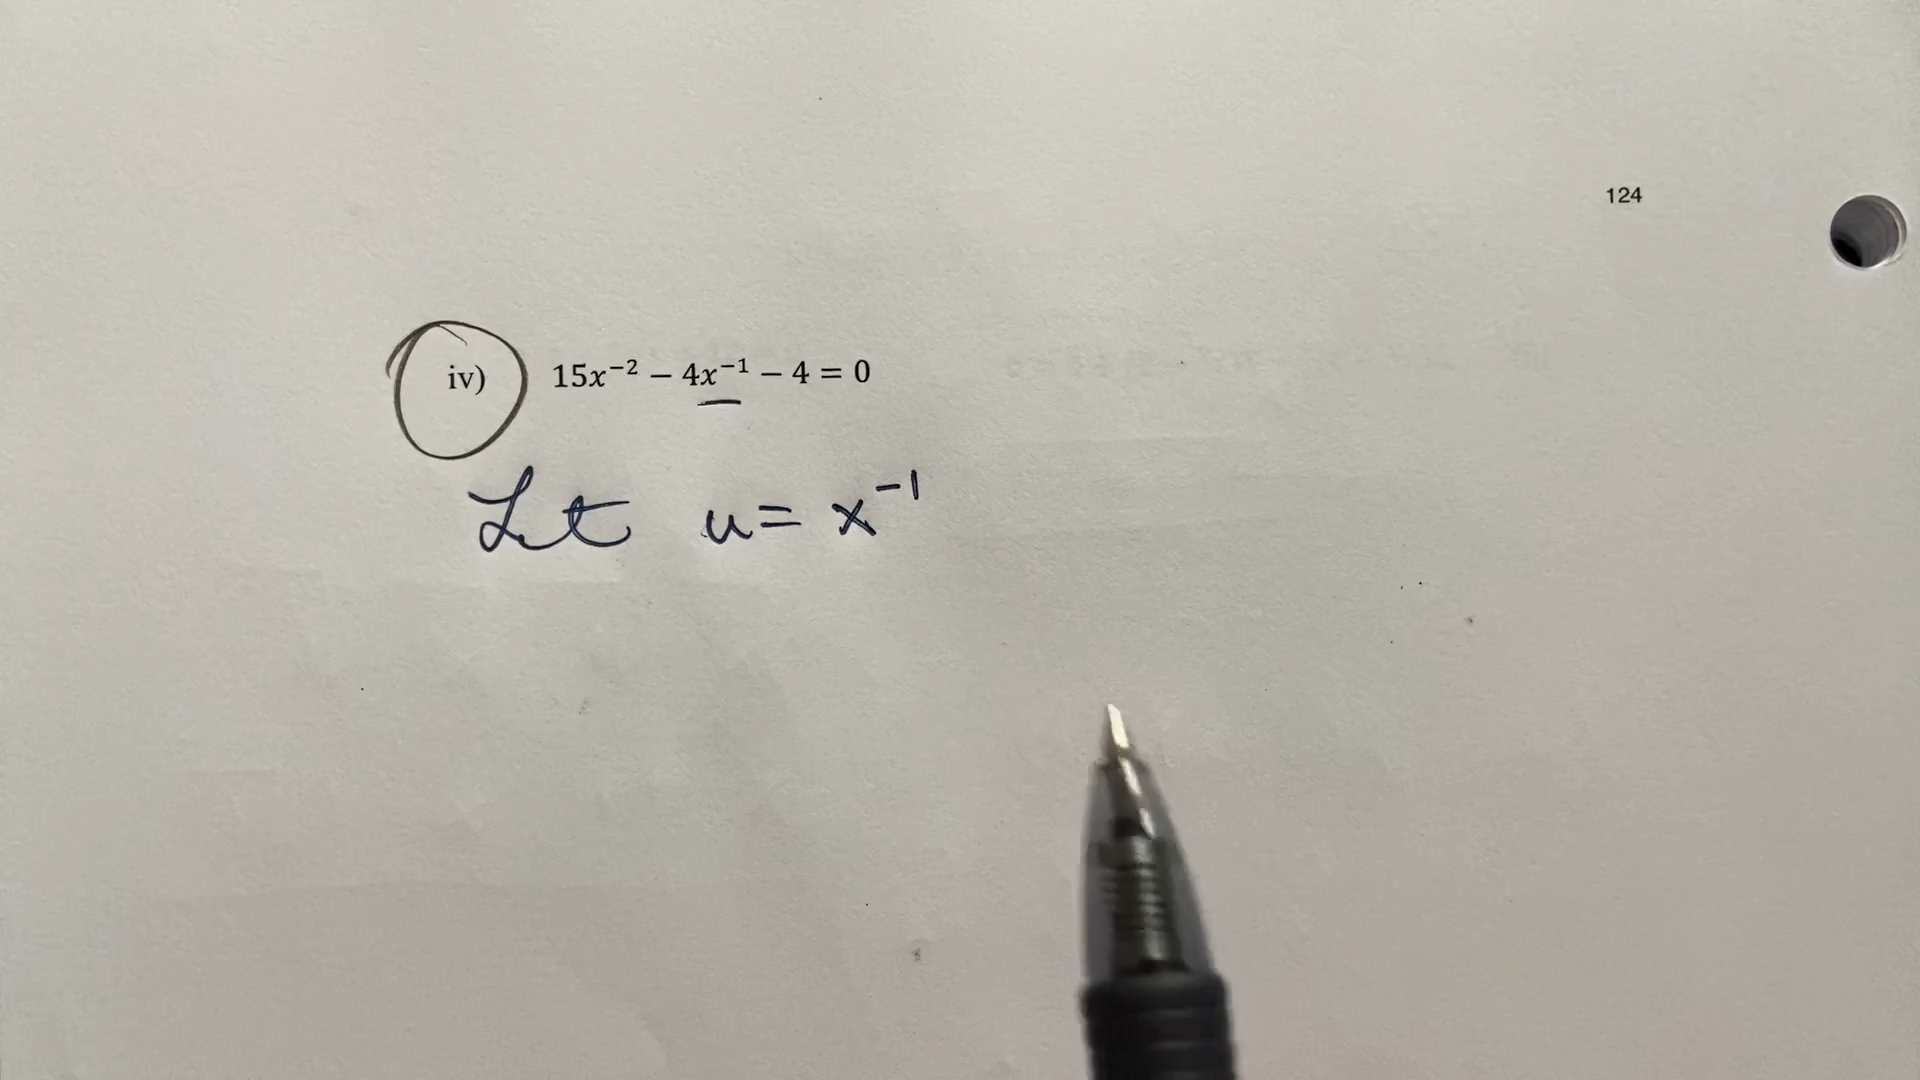 124
iv) 15x⁻² − 4x⁻¹ − 4 = 0
Let u = x⁻¹